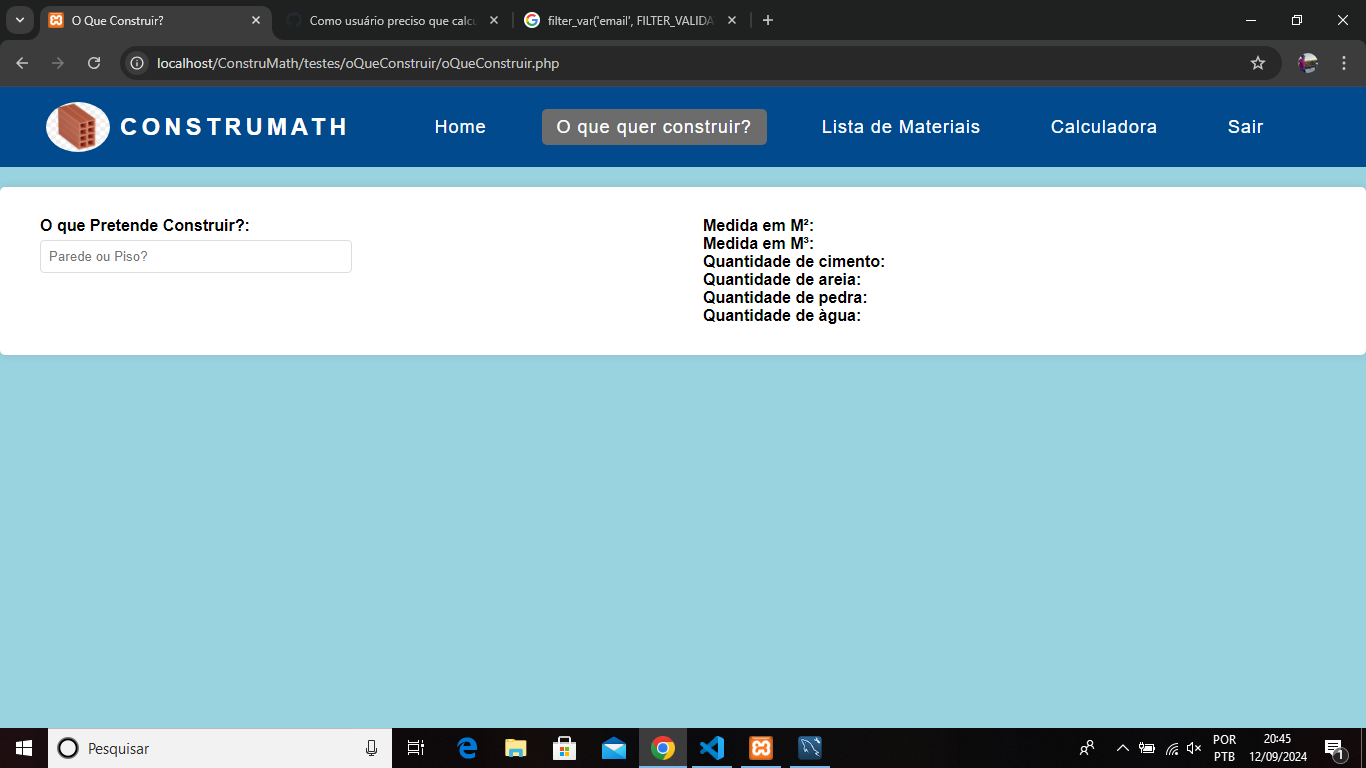 O Que Construir?
Como usuário preciso que calcu
filter_var('email', FILTER_VALIDA
localhost/ConstruMath/testes/oQueConstruir/oQueConstruir.php
CONSTRUMATH
Home
O que quer construir?
Lista de Materiais
Calculadora
Sair
O que Pretende Construir?:
Parede ou Piso?
Medida em M²:
Medida em M³:
Quantidade de cimento:
Quantidade de areia:
Quantidade de pedra:
Quantidade de àgua:
Pesquisar
POR
PTB
20:45
12/09/2024
1